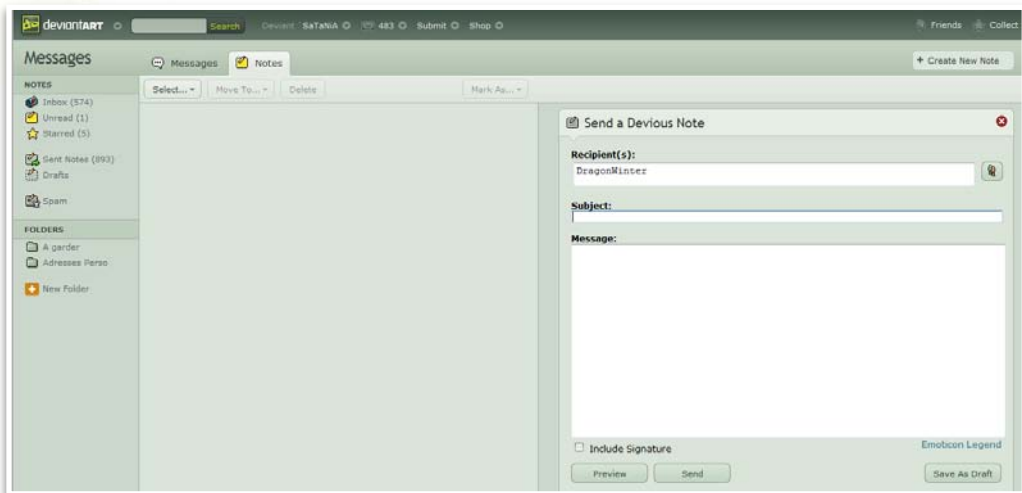 deviantART Search Deviant SaTaNiA 483 Submit Shop Friends Collect
Messages
Messages Notes
+ Create New Note
NOTES
Inbox (574)
Unread (1)
Starred (5)
Sent Notes (893)
Drafts
Spam
FOLDERS
A garder
Adresses Perso
New Folder
Select... Move To... Delete Mark As...
Send a Devious Note
Recipient(s):
DragonWinter
Subject:
Message:
Include Signature
Emoticon Legend
Preview Send Save As Draft